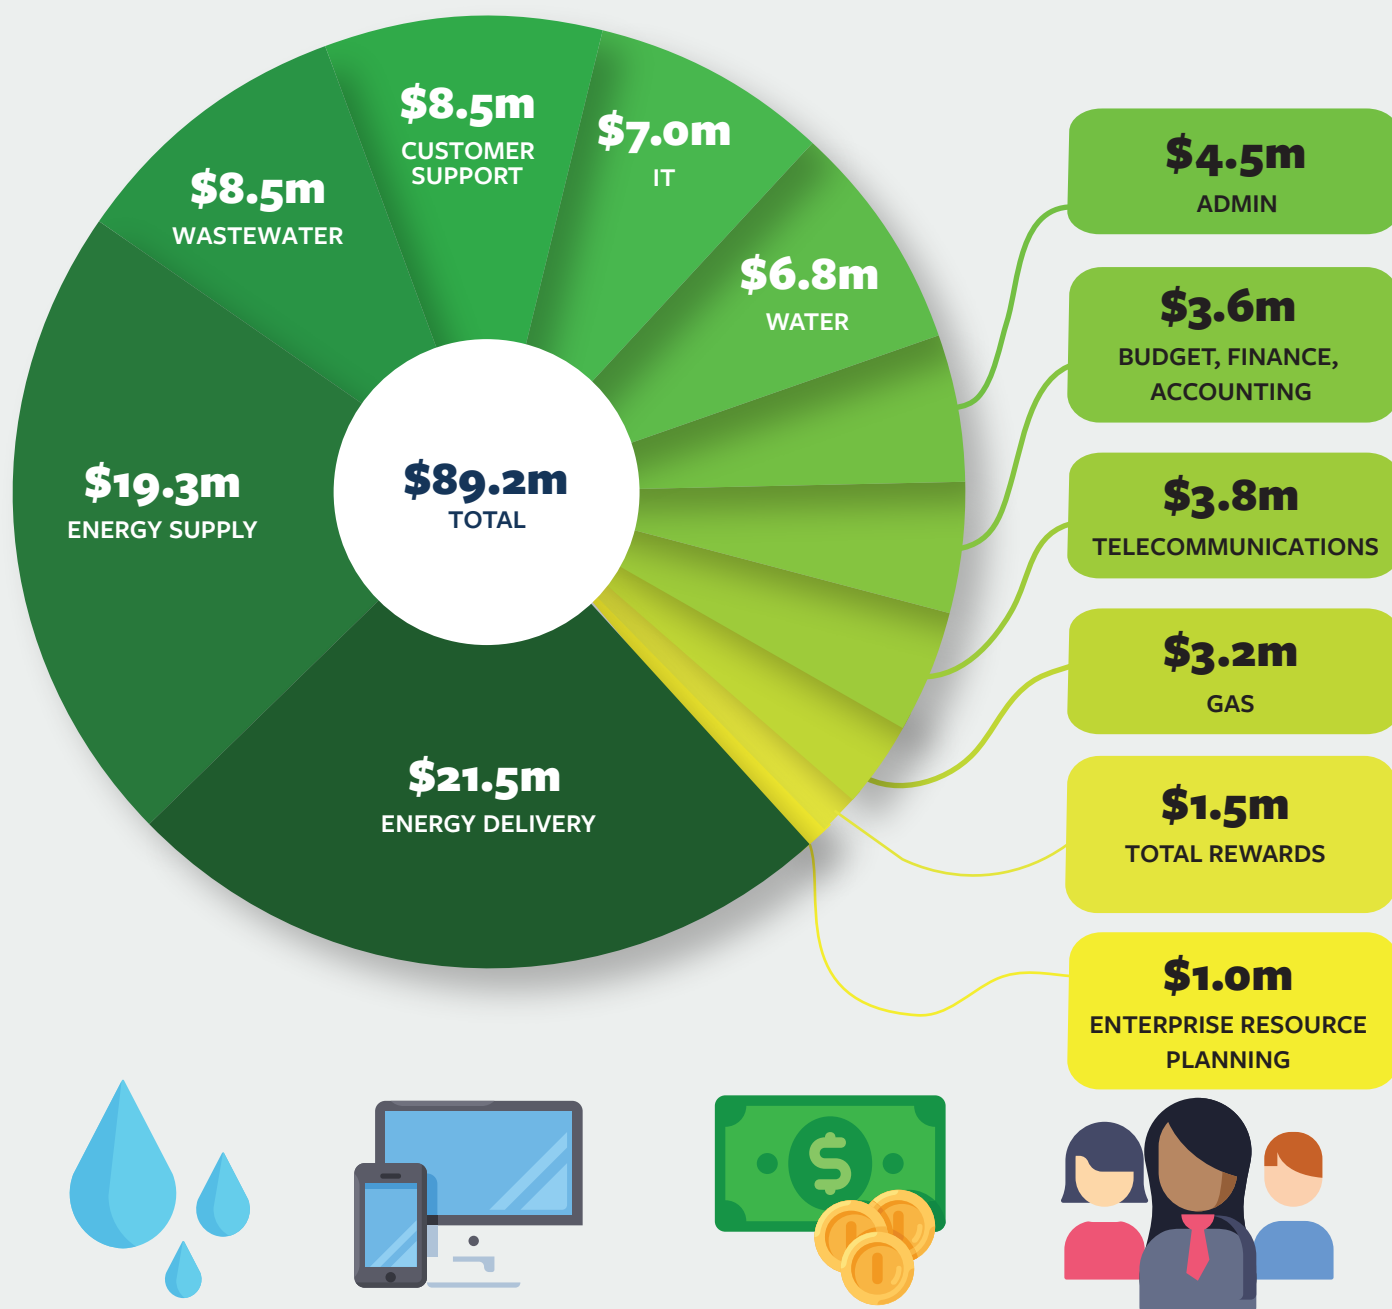 $8.5m
CUSTOMER
SUPPORT
$7.0m
IT
$8.5m
WASTEWATER
$6.8m
WATER
$19.3m
ENERGY SUPPLY
$89.2m
TOTAL
$21.5m
ENERGY DELIVERY
$4.5m
ADMIN
$3.6m
BUDGET, FINANCE,
ACCOUNTING
$3.8m
TELECOMMUNICATIONS
$3.2m
GAS
$1.5m
TOTAL REWARDS
$1.0m
ENTERPRISE RESOURCE
PLANNING
$